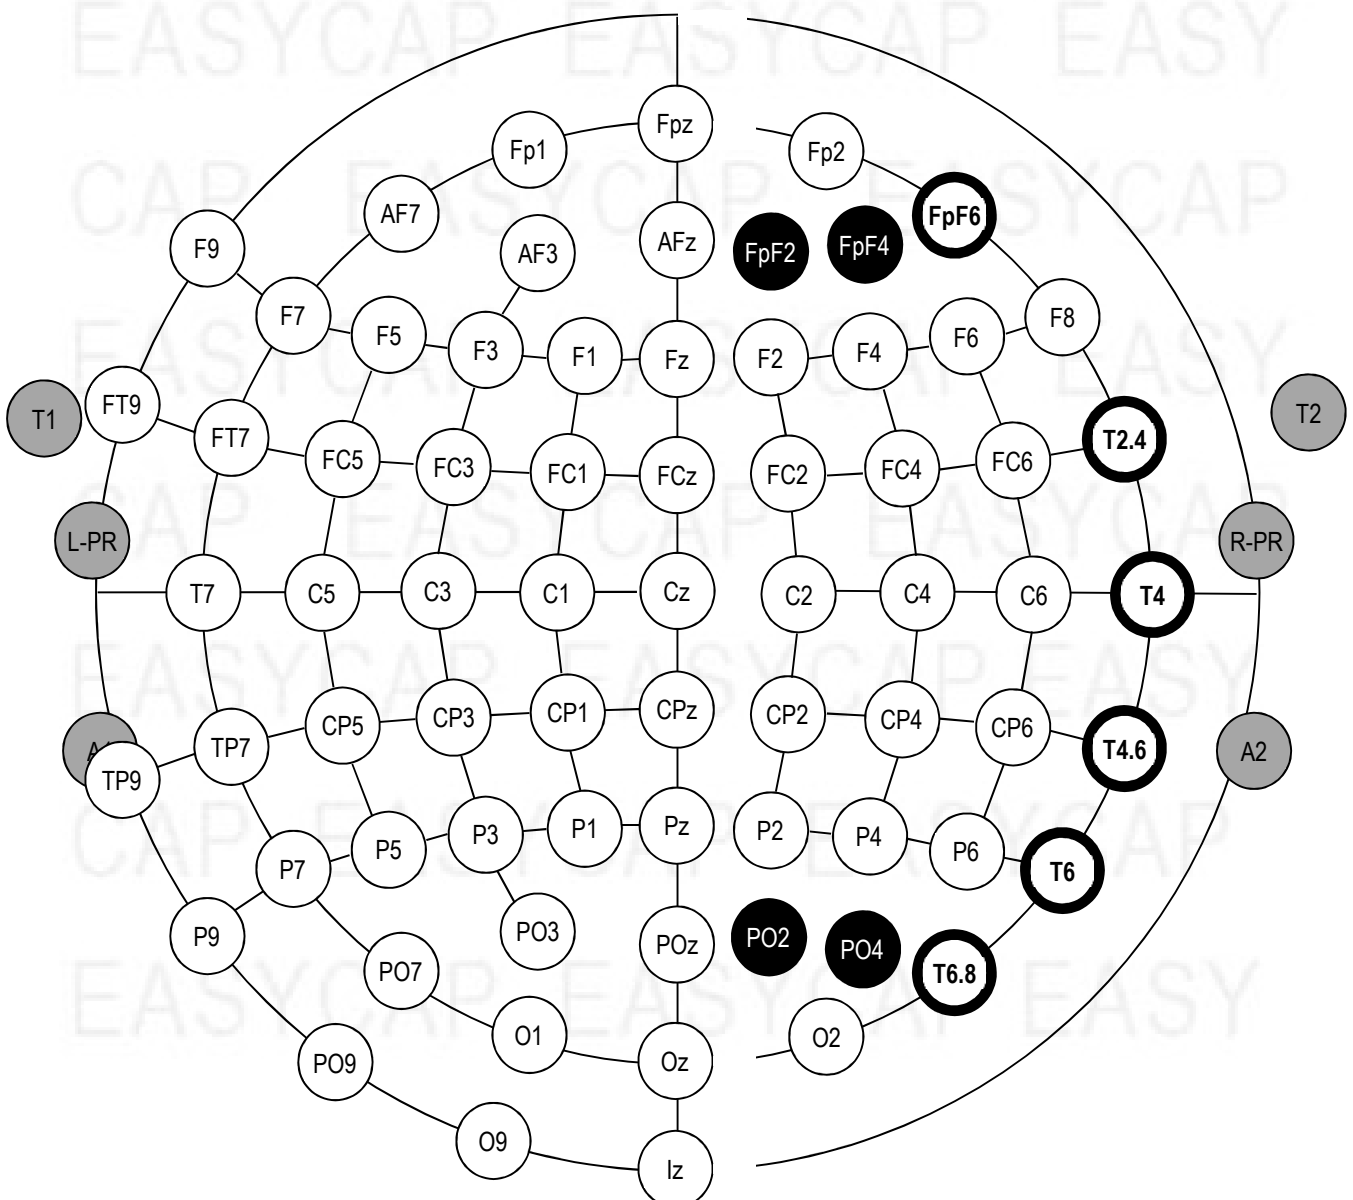 EASYCAP EASYCAP EASY
Fpz
Fp1 Fp2
CAP EASYCAP EASYCAP
AF7 FpF6
F9 AF3 AFz FpF2 FpF4
F7 F8
EASYCAP EASYCAP EASY
F5 F3 F1 Fz F2 F4 F6
T1 FT9 T2
FT7 FC5 FC3 FC1 FCz FC2 FC4 FC6 T2.4
CAP EASYCAP EASYCAP
L-PR R-PR
T7 C5 C3 C1 Cz C2 C4 C6 T4
EASYCAP EASYCAP EASY
TP7 CP5 CP3 CP1 CPz CP2 CP4 CP6 T4.6
TP9 A2
CAP EASYCAP EASYCAP
P7 P5 P3 P1 Pz P2 P4 P6 T6
P9 PO3 POz PO2 PO4
PO7 T6.8
EASYCAP EASYCAP EASY
O1 Oz O2
PO9
O9
Iz